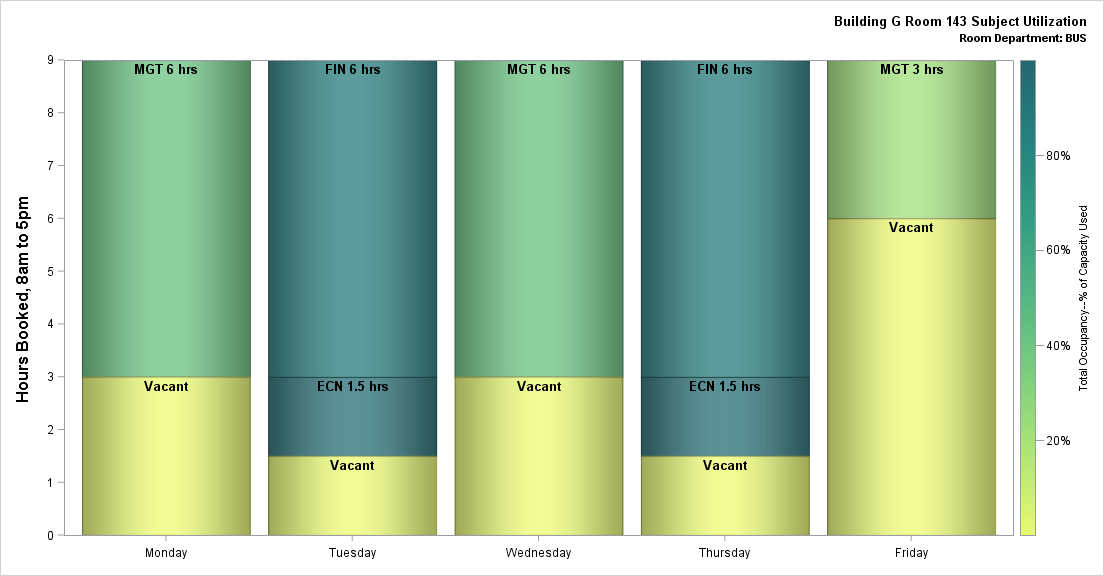 Building G Room 143 Subject Utilization
Room Department: BUS
Hours Booked, 8am to 5pm
9
8
7
6
5
4
3
2
1
0
MGT 6 hrs
Vacant
FIN 6 hrs
ECN 1.5 hrs
Vacant
MGT 6 hrs
Vacant
FIN 6 hrs
ECN 1.5 hrs
Vacant
MGT 3 hrs
Vacant
Monday
Tuesday
Wednesday
Thursday
Friday
80%
60%
40%
20%
Total Occupancy--% of Capacity Used